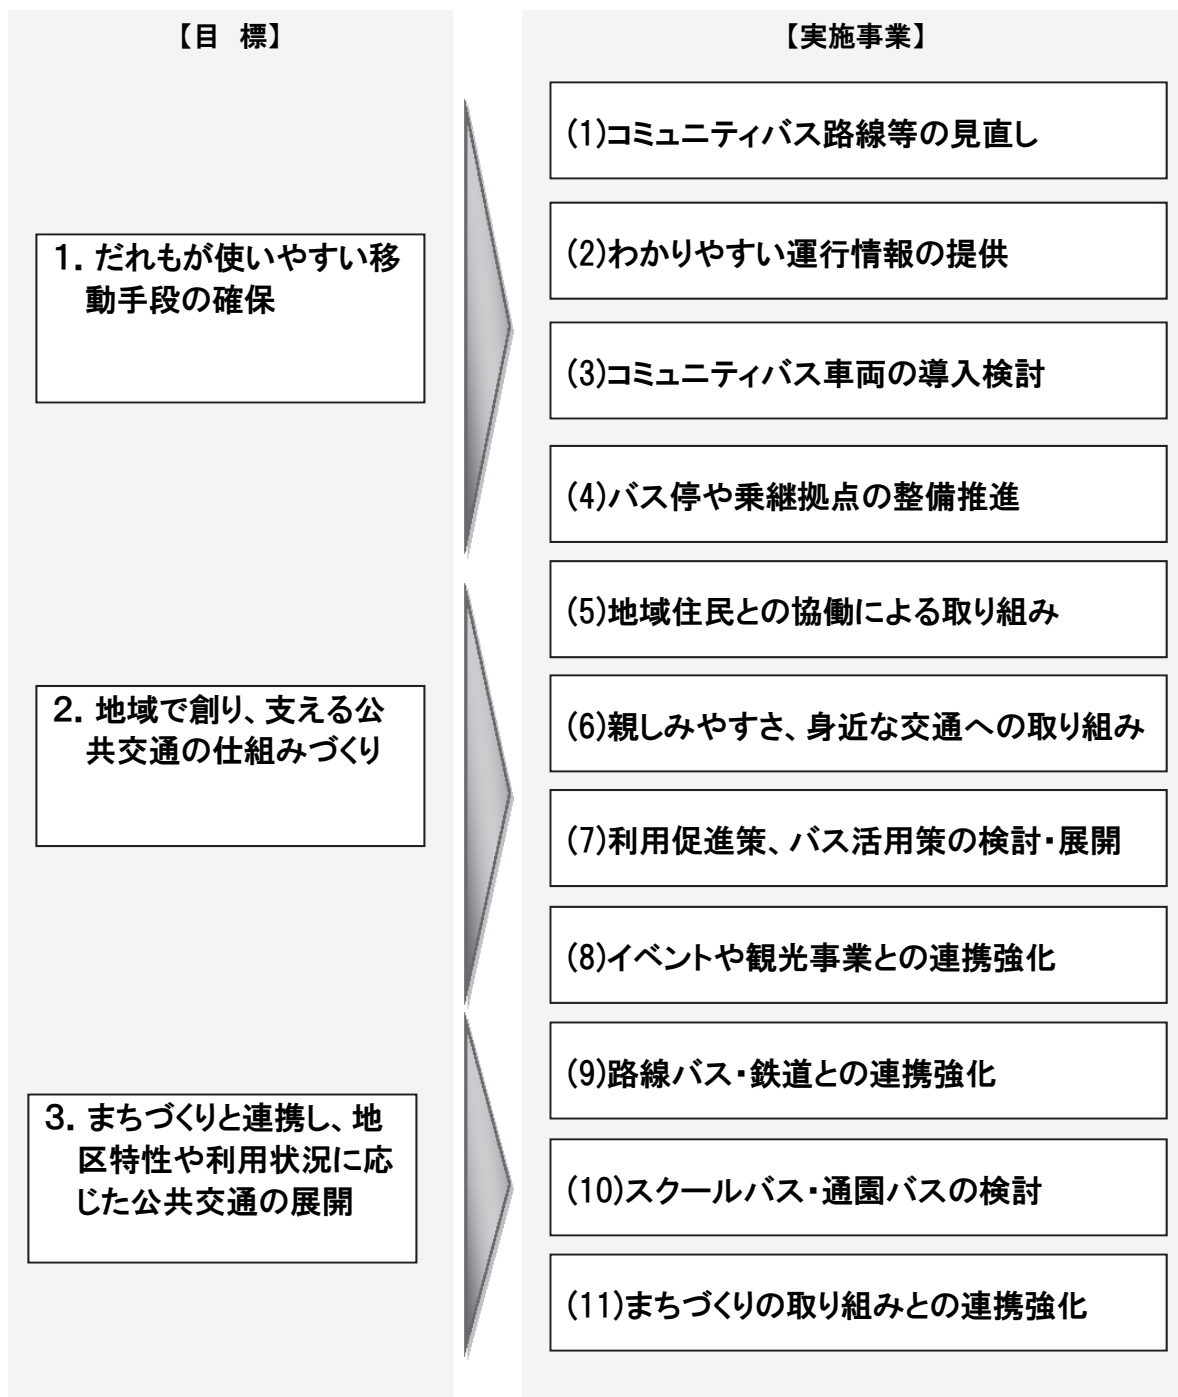 【目　標】
1. だれもが使いやすい移
動手段の確保
2. 地域で創り、支える公
共交通の仕組みづくり
3. まちづくりと連携し、地
区特性や利用状況に応
じた公共交通の展開
【実施事業】
(1)コミュニティバス路線等の見直し
(2)わかりやすい運行情報の提供
(3)コミュニティバス車両の導入検討
(4)バス停や乗継拠点の整備推進
(5)地域住民との協働による取り組み
(6)親しみやすさ、身近な交通への取り組み
(7)利用促進策、バス活用策の検討・展開
(8)イベントや観光事業との連携強化
(9)路線バス・鉄道との連携強化
(10)スクールバス・通園バスの検討
(11)まちづくりの取り組みとの連携強化